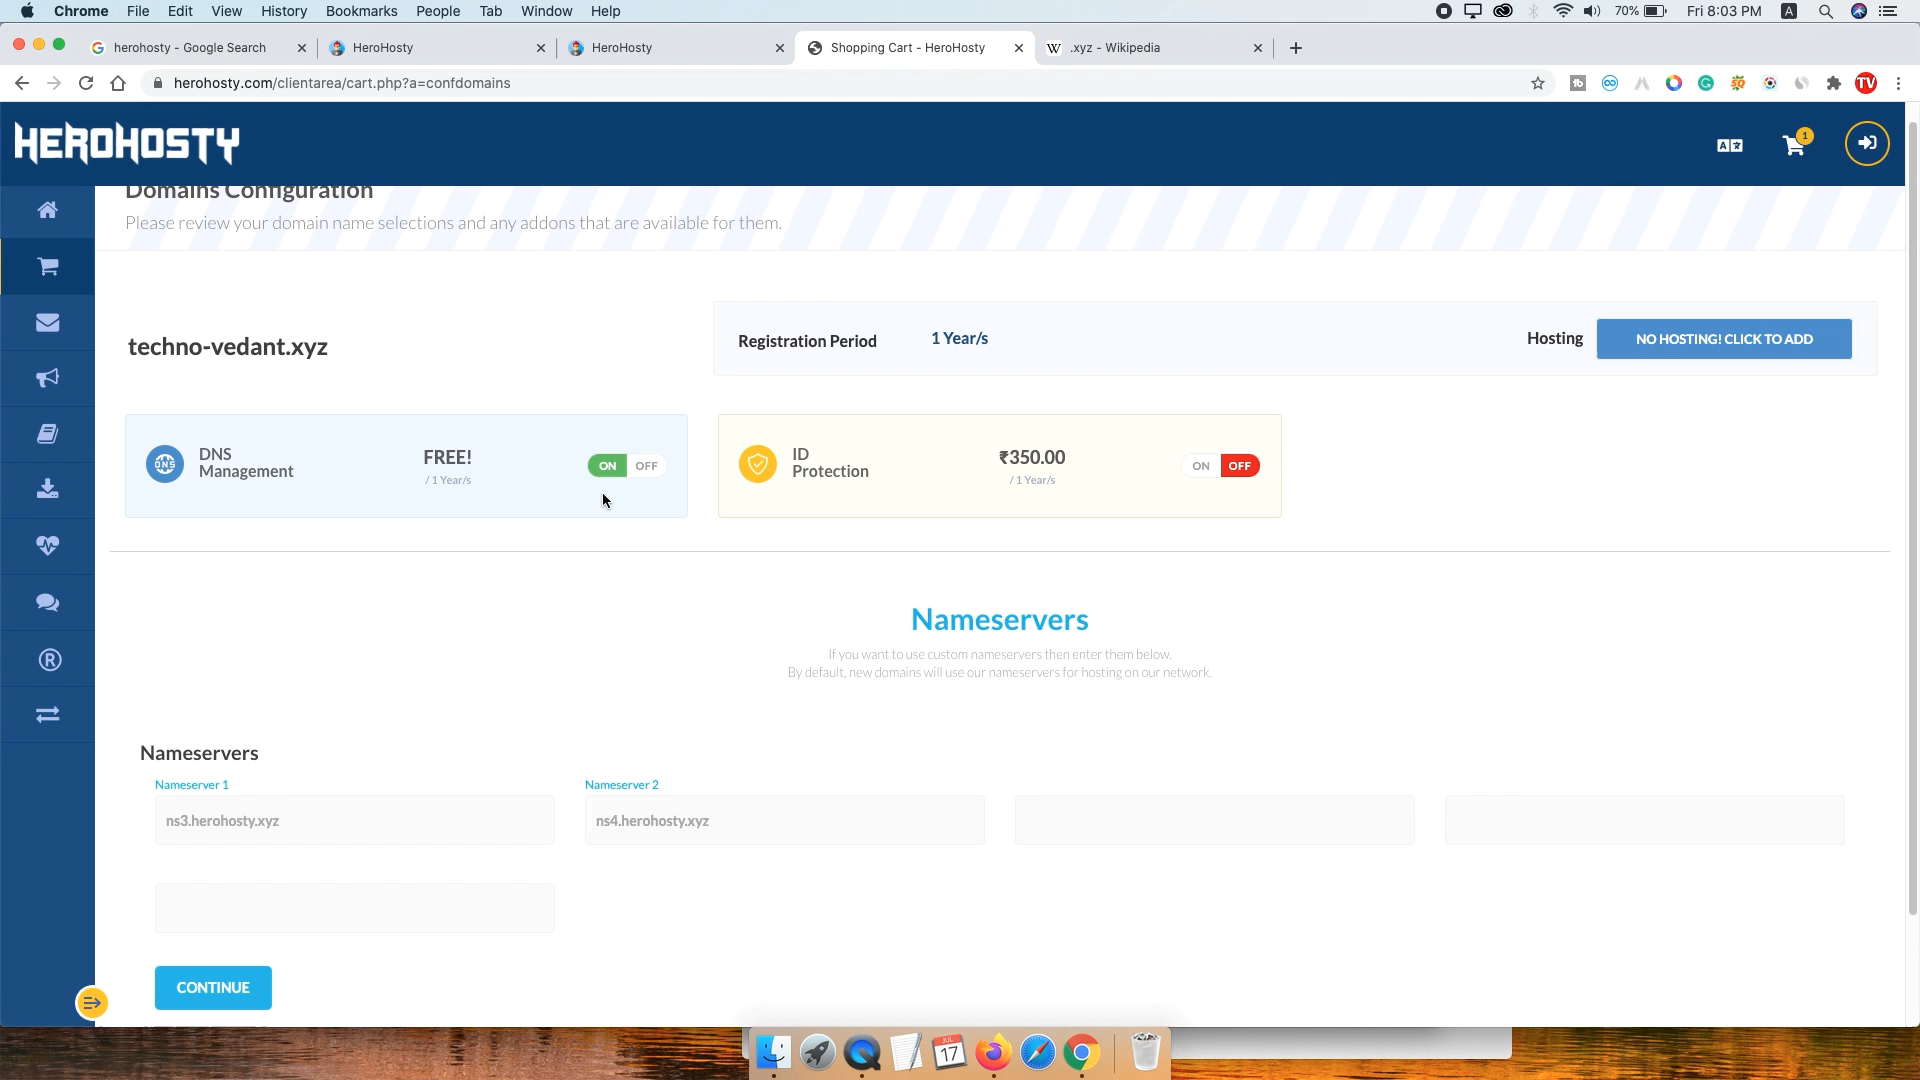 Chrome File Edit View History Bookmarks People Tab Window Help
70% Fri 8:03 PM A
herohosty - Google Search
HeroHosty
HeroHosty
Shopping Cart - HeroHosty
W .xyz - Wikipedia
herohosty.com/clientarea/cart.php?a=confdomains
TV
HEROHOSTY
1
Domains Configuration
Please review your domain name selections and any addons that are available for them.
techno-vedant.xyz
Registration Period 1 Year/s
Hosting NO HOSTING! CLICK TO ADD
DNS
DNS
Management
FREE!
/ 1 Year/s
ON OFF
ID
Protection
₹350.00
/ 1 Year/s
ON OFF
Nameservers
If you want to use custom nameservers then enter them below.
By default, new domains will use our nameservers for hosting on our network.
Nameservers
Nameserver 1
ns3.herohosty.xyz
Nameserver 2
ns4.herohosty.xyz
CONTINUE
JUL
17